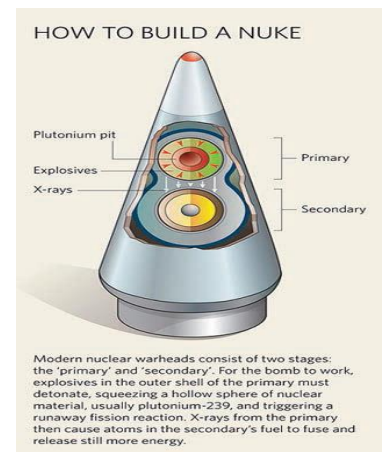 HOW TO BUILD A NUKE
Plutonium pit
Explosives
X-rays
Primary
Secondary
Modern nuclear warheads consist of two stages:
the 'primary' and 'secondary'. For the bomb to work,
explosives in the outer shell of the primary must
detonate, squeezing a hollow sphere of nuclear
material, usually plutonium-239, and triggering a
runaway fission reaction. X-rays from the primary
then cause atoms in the secondary's fuel to fuse and
release still more energy.